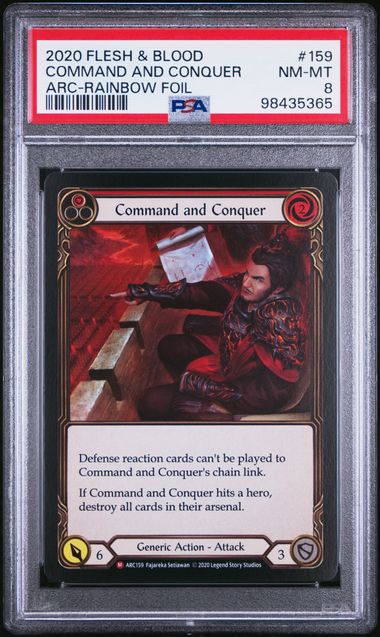 2020 FLESH & BLOOD #159
COMMAND AND CONQUER NM-MT
ARC-RAINBOW FOIL 8
PSA 98435365
Command and Conquer 2
Defense reaction cards can't be played to
Command and Conquer's chain link.
If Command and Conquer hits a hero,
destroy all cards in their arsenal.
6 Generic Action - Attack 3
M ARC159 Fajareka Setiawan © 2020 Legend Story Studios